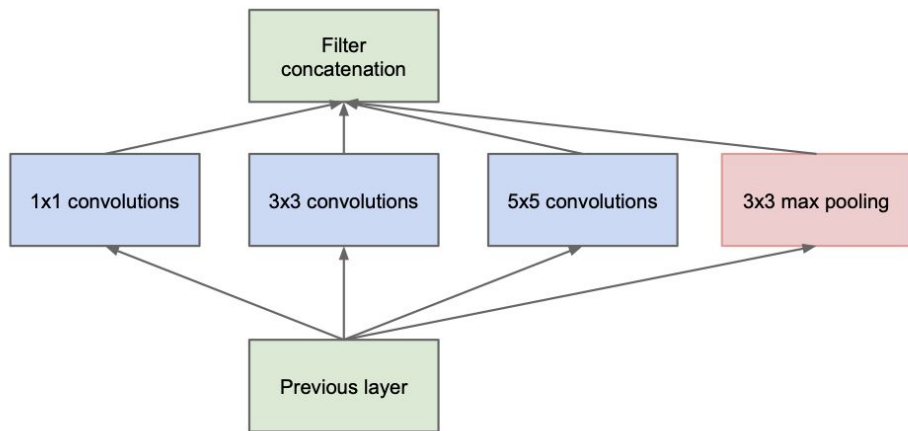 Filter
concatenation
1x1 convolutions
3x3 convolutions
5x5 convolutions
3x3 max pooling
Previous layer